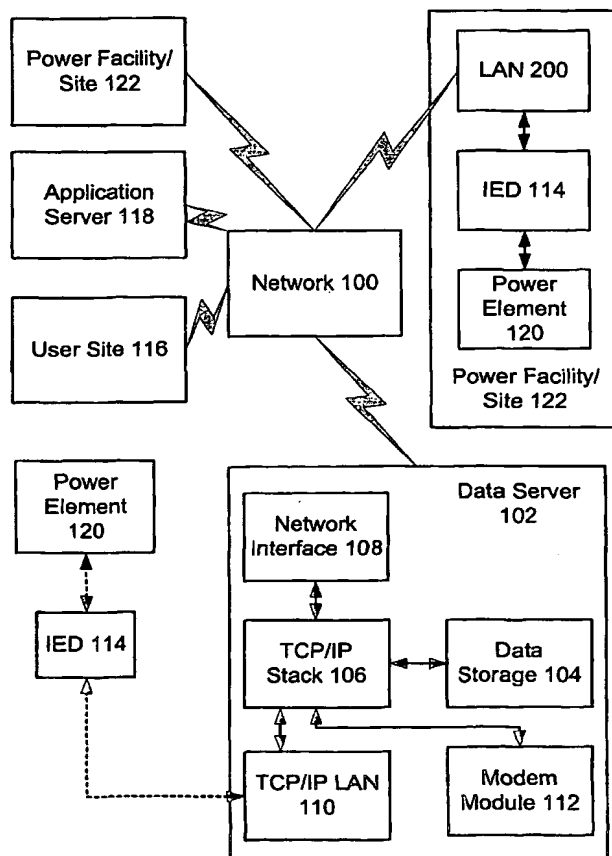 Power Facility/
Site 122
LAN 200
Application
Server 118
IED 114
Network 100
User Site 116
Power
Element
120
Power Facility/
Site 122
Power
Element
120
Data Server
102
Network
Interface 108
IED 114
TCP/IP
Stack 106
Data
Storage 104
TCP/IP LAN
110
Modem
Module 112